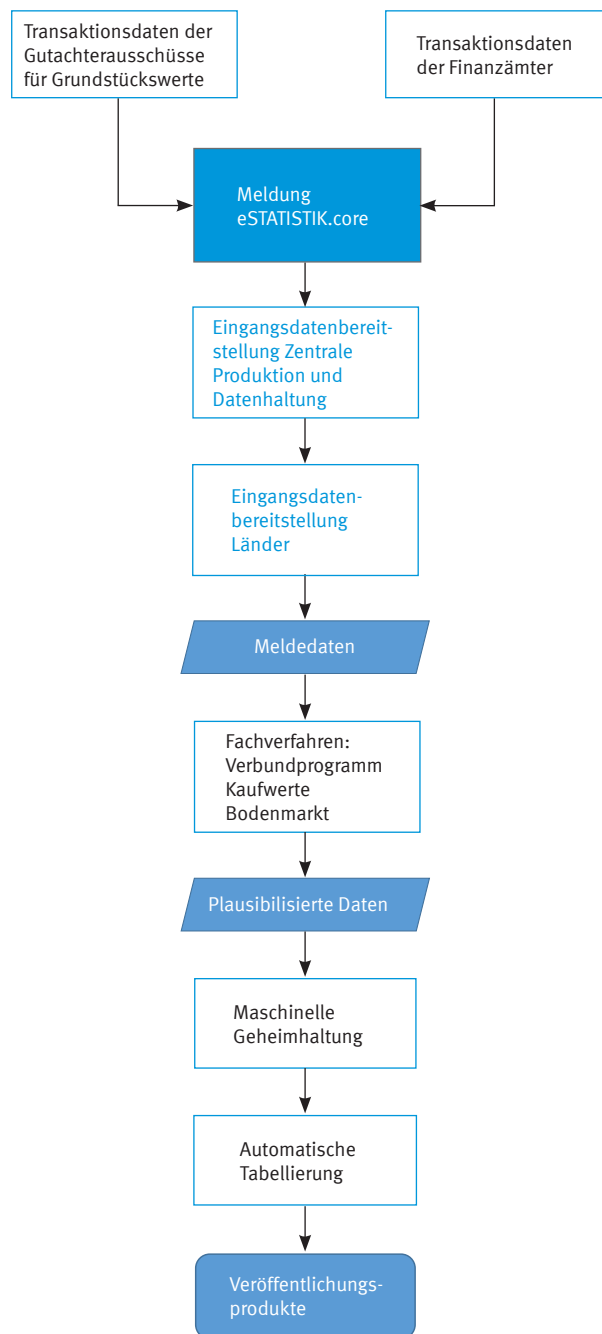 Transaktionsdaten der
Gutachterausschüsse
für Grundstückswerte
Transaktionsdaten
der Finanzämter
Meldung
eSTATISTIK.core
Eingangsdatenbereit-
stellung Zentrale
Produktion und
Datenhaltung
Eingangsdaten-
bereitstellung
Länder
Meldedaten
Fachverfahren:
Verbundprogramm
Kaufwerte
Bodenmarkt
Plausibilisierte Daten
Maschinelle
Geheimhaltung
Automatische
Tabellierung
Veröffentlichungs-
produkte